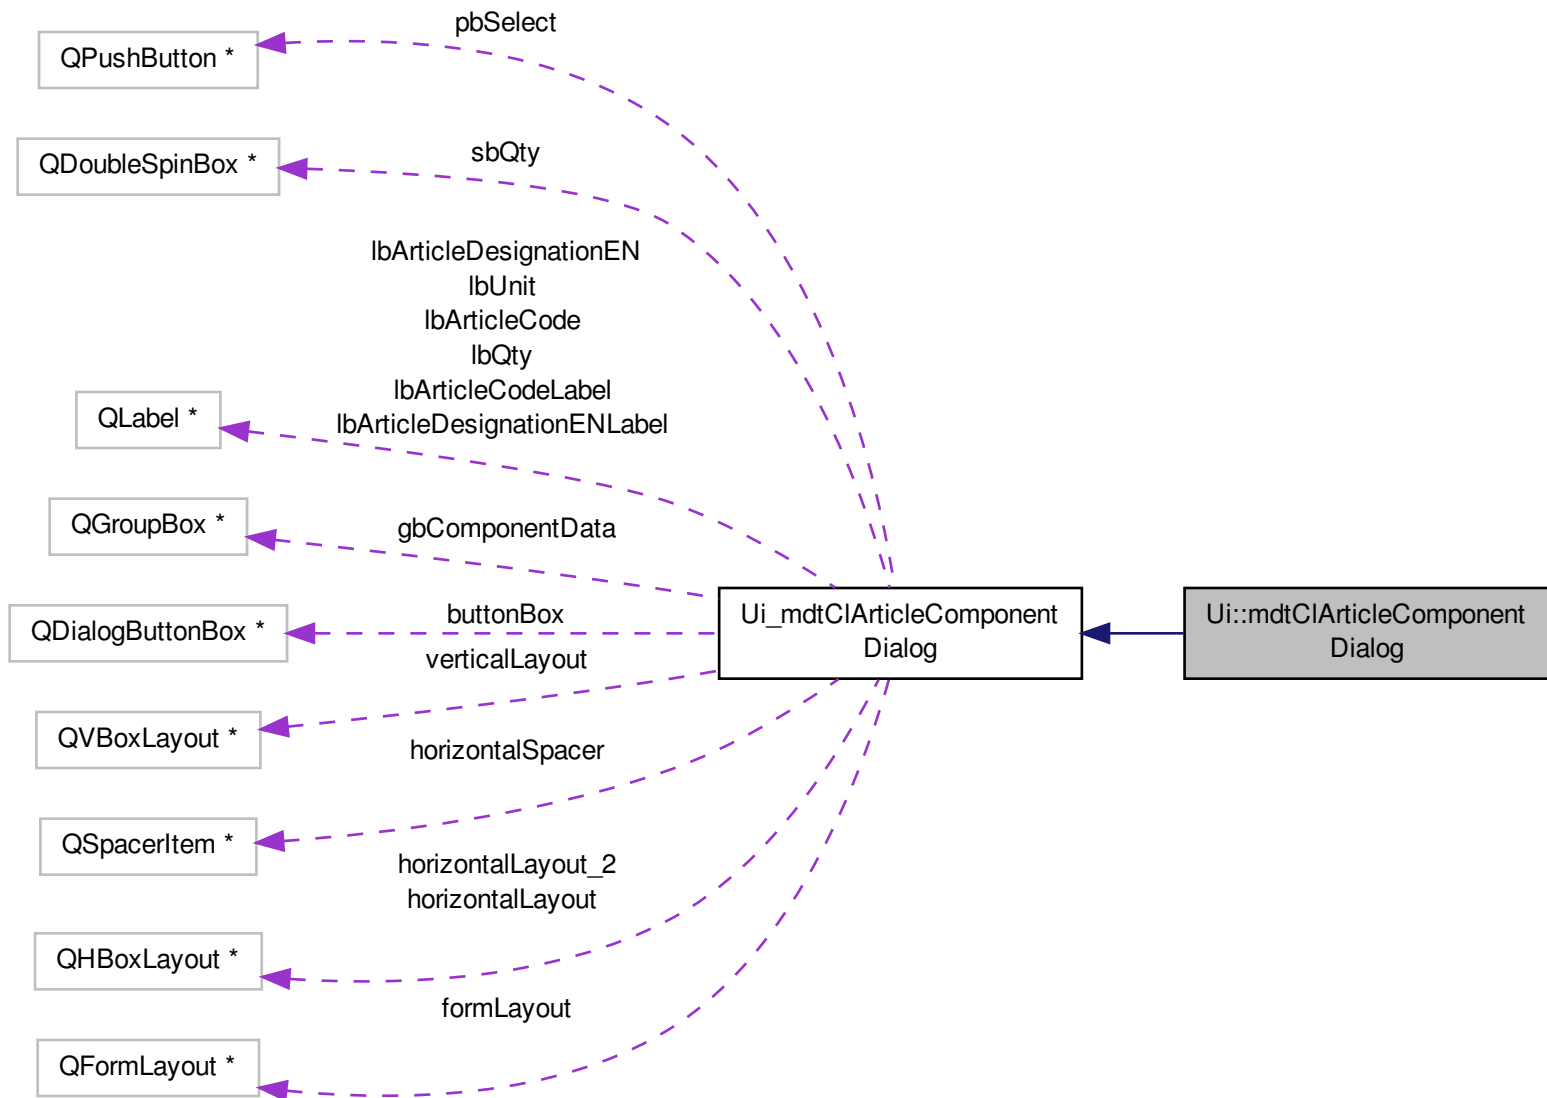 pbSelect
QPushButton *
sbQty
QDoubleSpinBox *
lbArticleDesignationEN
lbUnit
lbArticleCode
lbQty
lbArticleCodeLabel
lbArticleDesignationENLabel
QLabel *
QGroupBox *
gbComponentData
QDialogButtonBox *
buttonBox
Ui_mdtClArticleComponent
Dialog
Ui::mdtClArticleComponent
Dialog
verticalLayout
QVBoxLayout *
horizontalSpacer
QSpacerItem *
horizontalLayout_2
horizontalLayout
QHBoxLayout *
formLayout
QFormLayout *